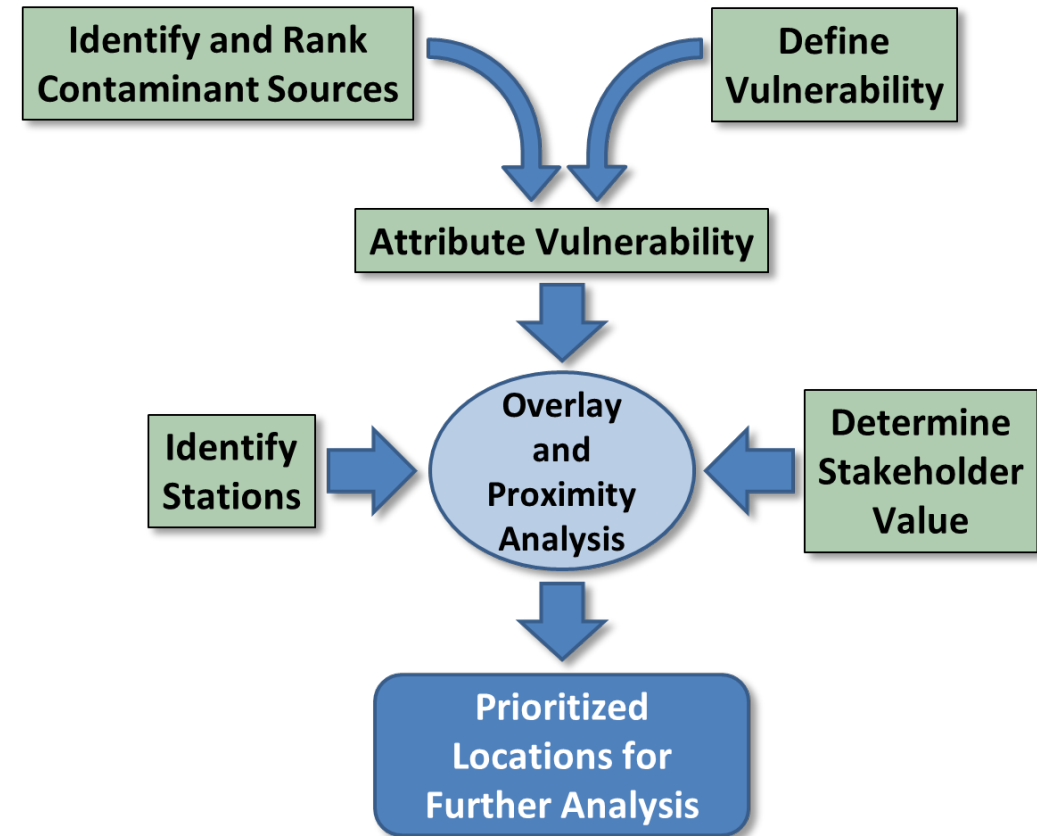 Identify and Rank
Contaminant Sources
Define
Vulnerability
Attribute Vulnerability
Identify
Stations
Overlay
and
Proximity
Analysis
Determine
Stakeholder
Value
Prioritized
Locations for
Further Analysis